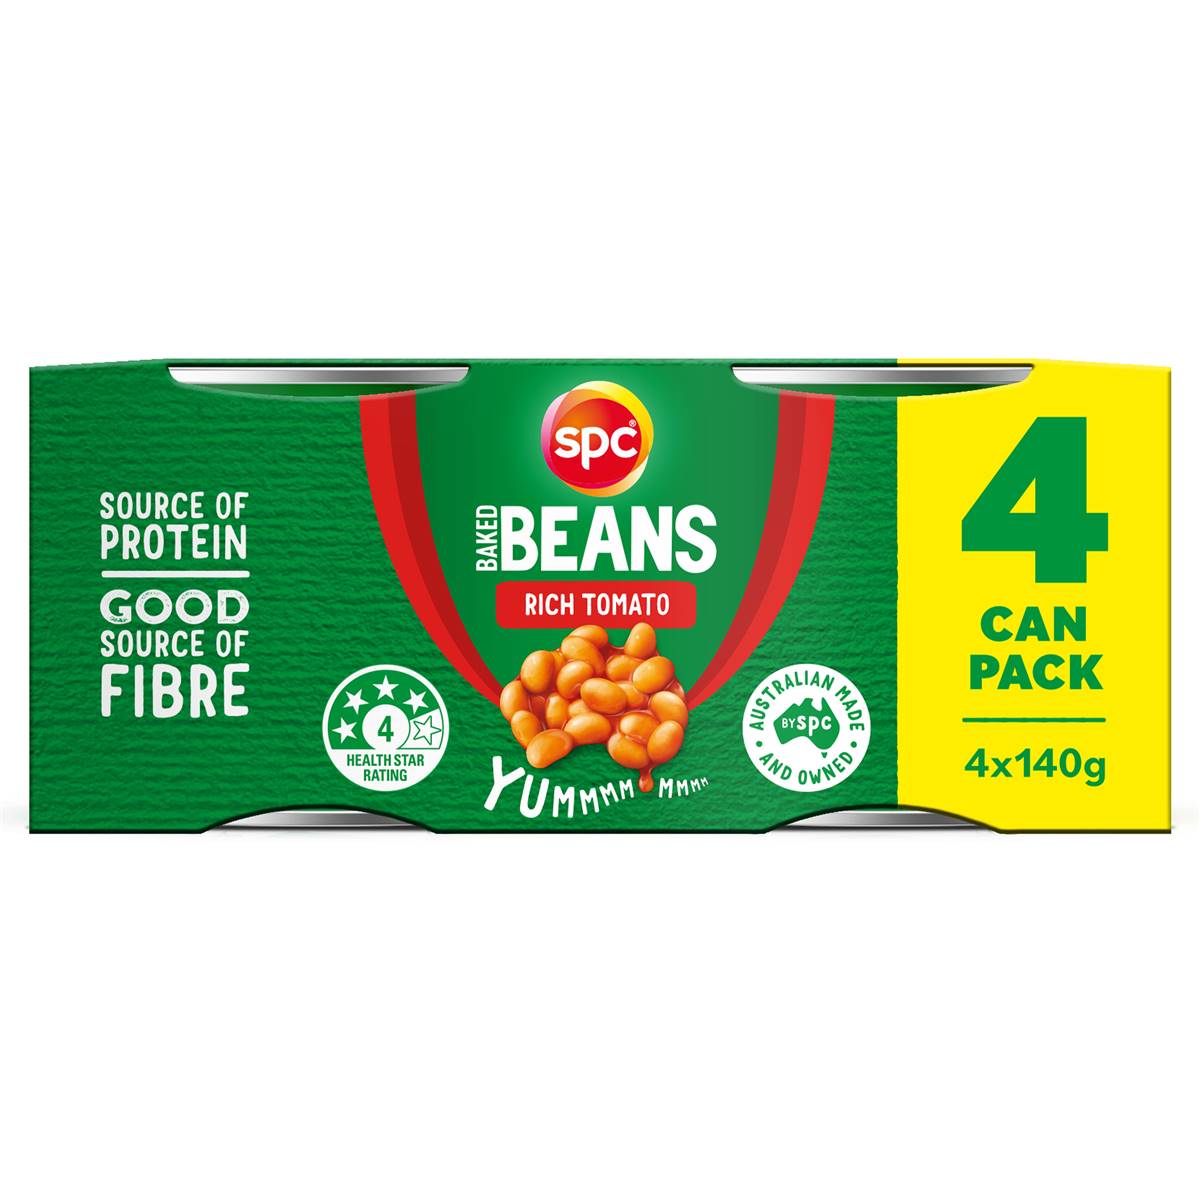 SOURCE OF
PROTEIN
GOOD
SOURCE OF
FIBRE
4
HEALTH STAR
RATING
spc®
BAKED
BEANS
RICH TOMATO
YUMMMM MMMM
AUSTRALIAN MADE
BY spc
AND OWNED
4
CAN
PACK
4x140g